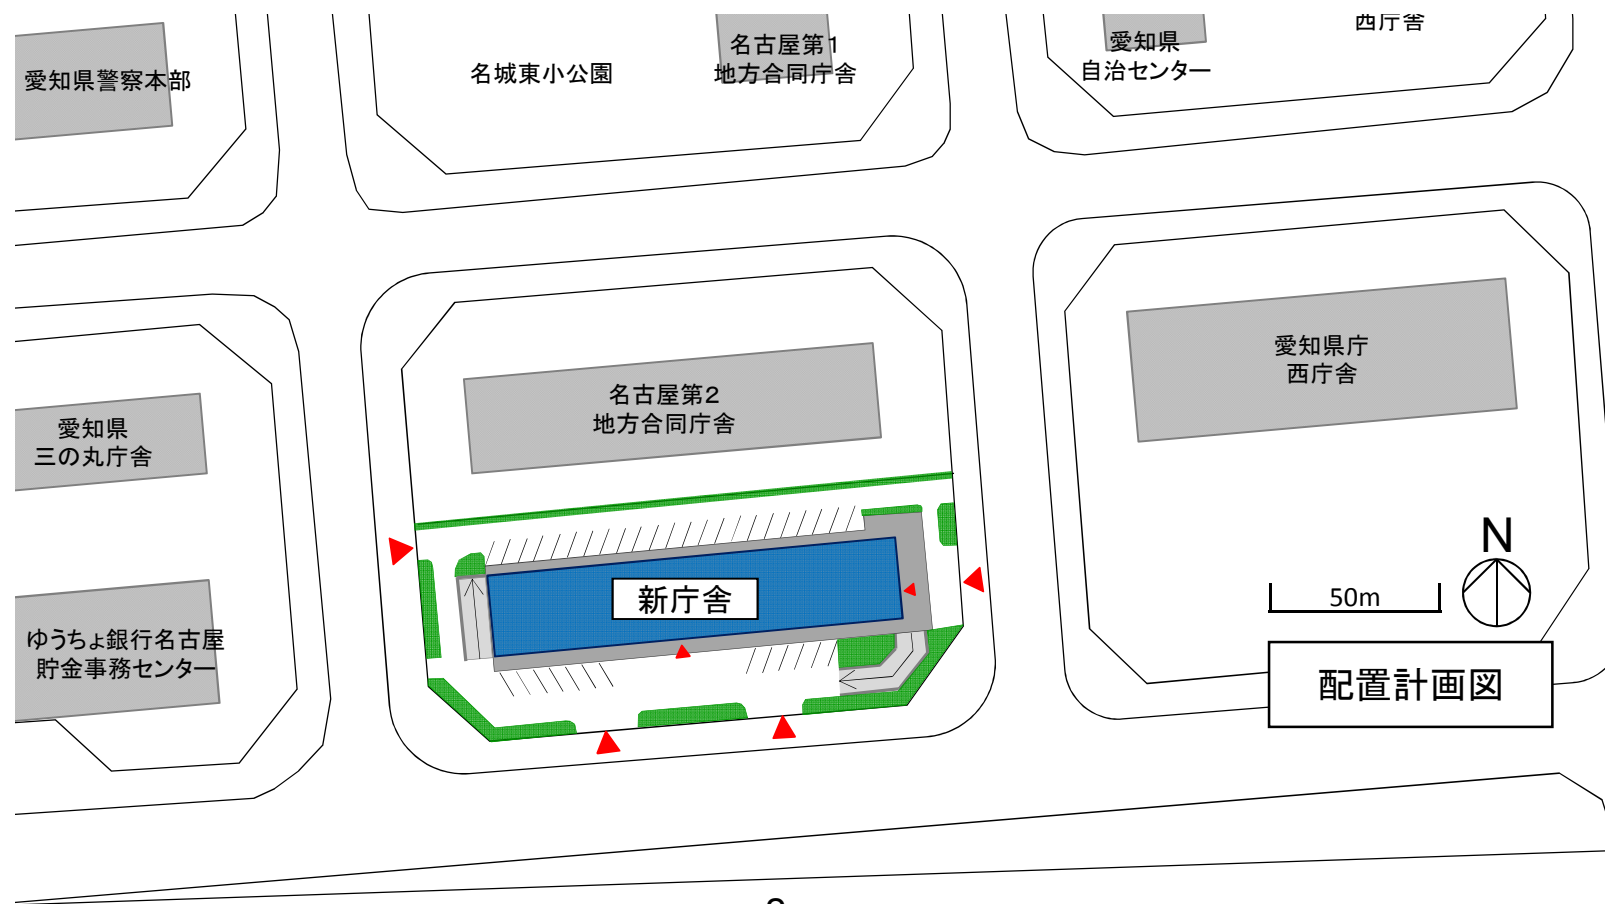 西庁舎
愛知県警察本部
名城東小公園
名古屋第1
地方合同庁舎
愛知県
自治センター
愛知県庁
西庁舎
名古屋第2
地方合同庁舎
愛知県
三の丸庁舎
新庁舎
ゆうちょ銀行名古屋
貯金事務センター
N
50m
配置計画図